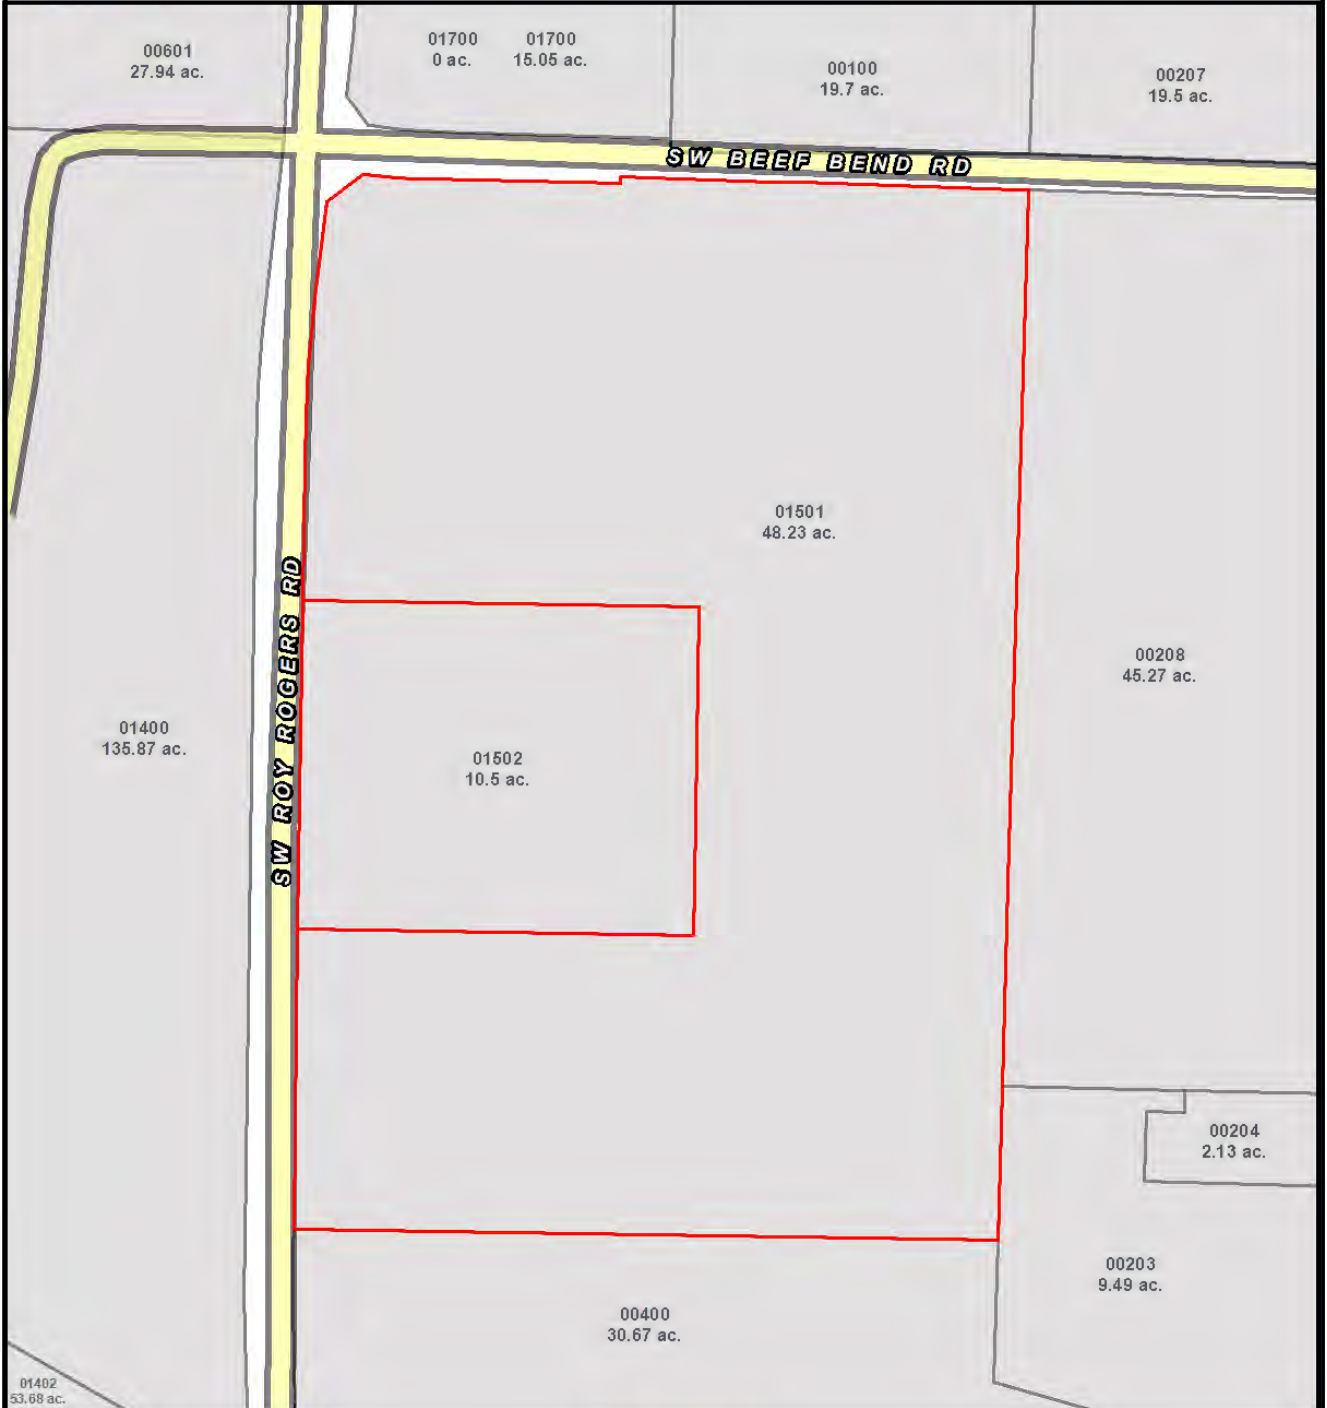 00601
27.94 ac.
01700
0 ac.
01700
15.05 ac.
00100
19.7 ac.
00207
19.5 ac.
SW BEEF BEND RD
01501
48.23 ac.
SW ROY ROGERS RD
00208
45.27 ac.
01400
135.87 ac.
01502
10.5 ac.
00204
2.13 ac.
00203
9.49 ac.
00400
30.67 ac.
01402
53.68 ac.